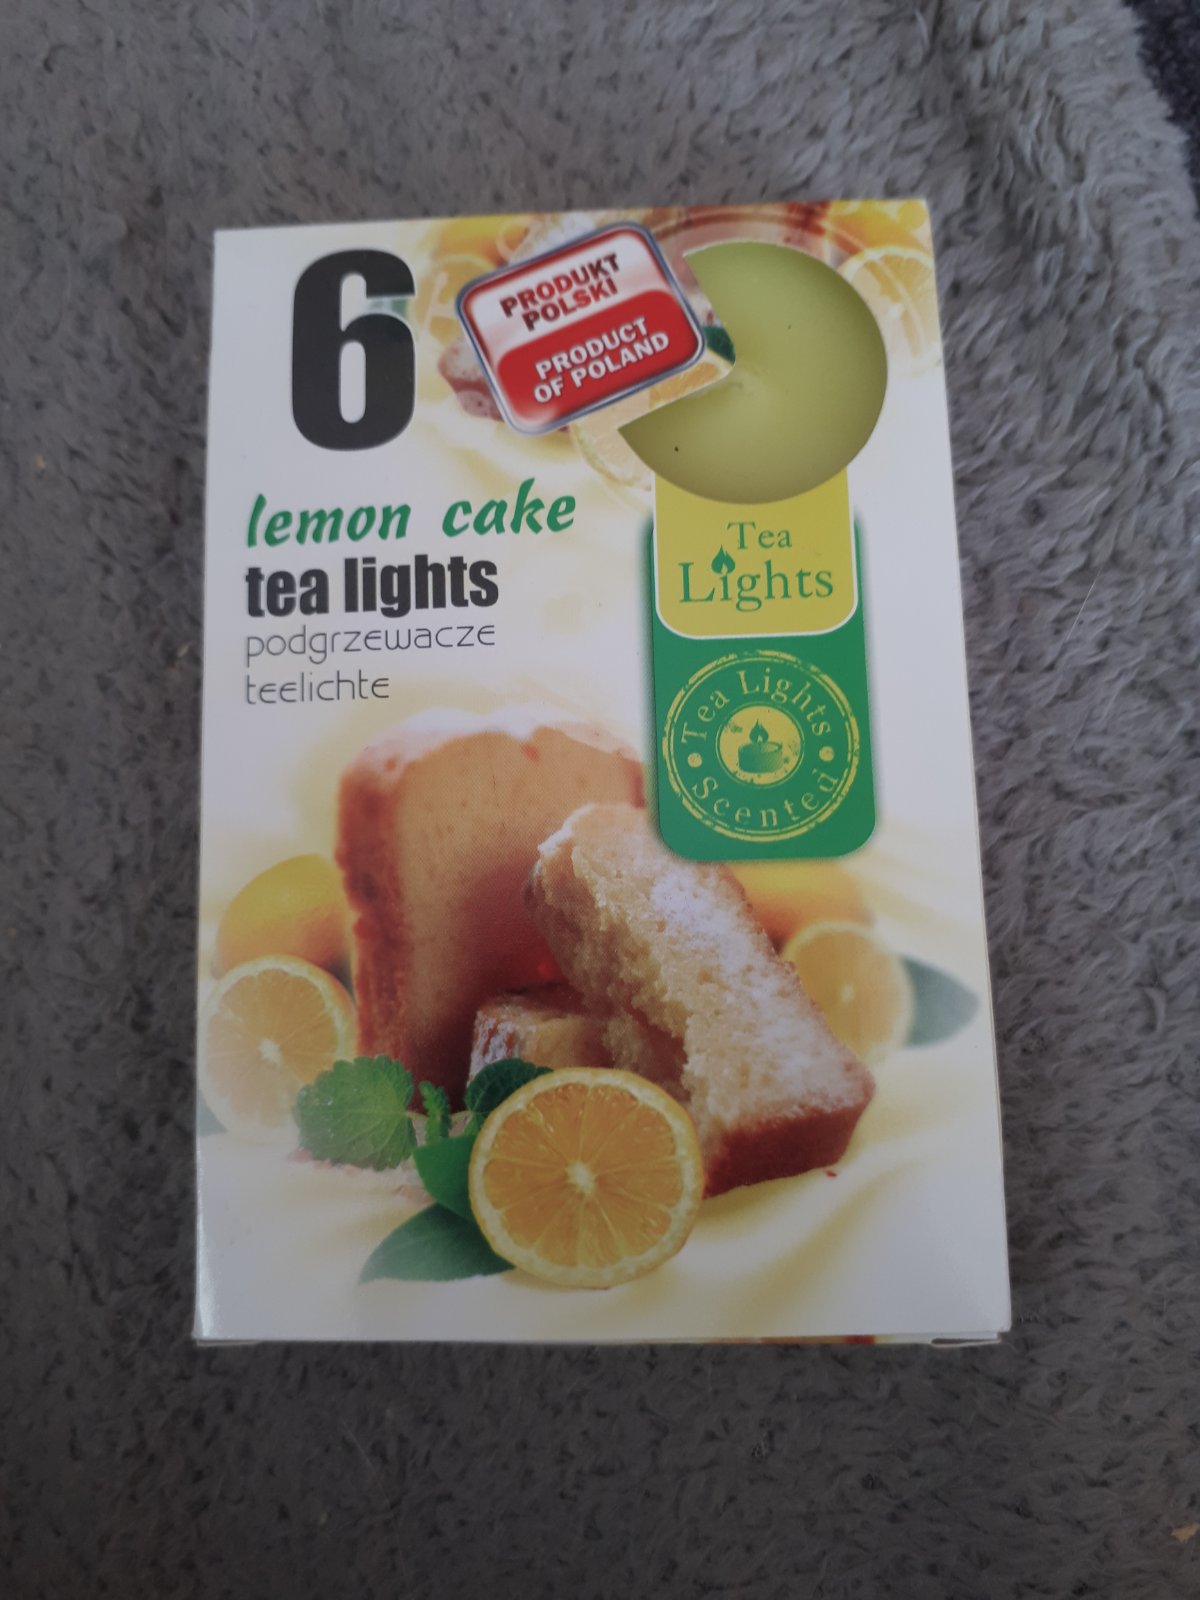 6
PRODUKT
POLSKI
PRODUCT
OF POLAND
lemon cake
tea lights
podgrzewacze
teelichte
Tea
Lights
Tea Lights
Scented